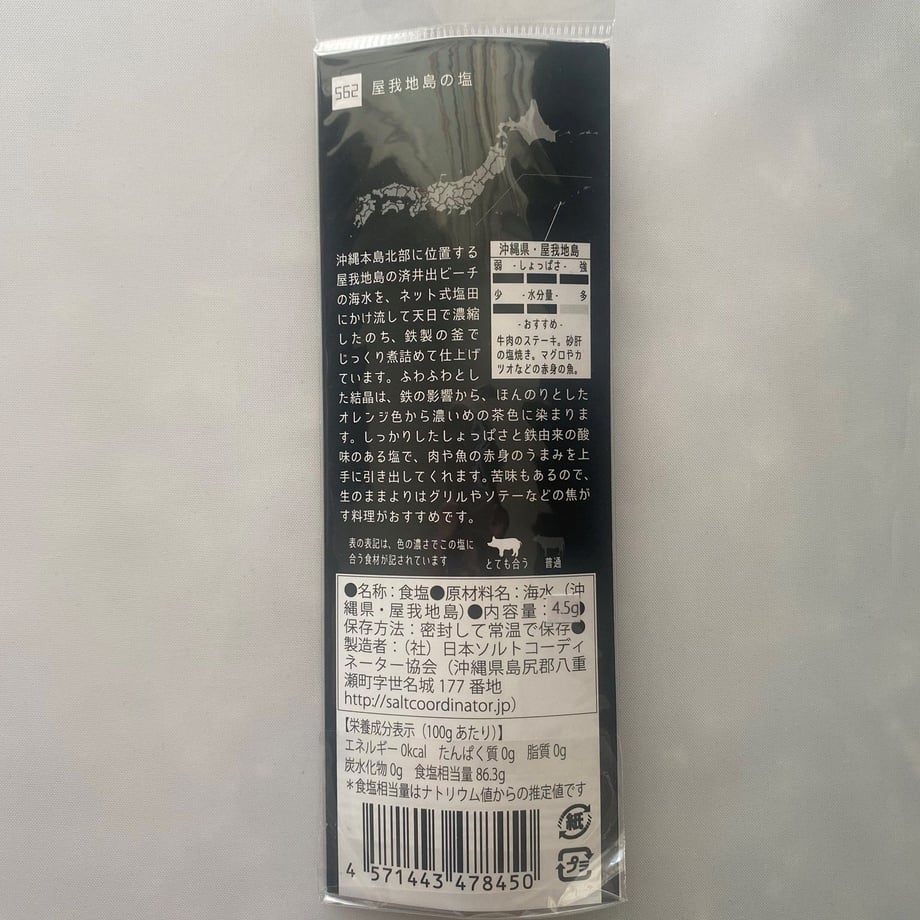 562
屋我地島の塩
沖縄本島北部に位置する
屋我地島の済井出ビーチ
の海水を、ネット式塩田
にかけ流して天日で濃縮
したのち、鉄製の釜で
じっくり煮詰めて仕上げ
ています。ふわふわとし
た結晶は、鉄の影響から、ほんのりとした
オレンジ色から濃いめの茶色に染まりま
す。しっかりしたしょっぱさと鉄由来の酸
味のある塩で、肉や魚の赤身のうまみを上
手に引き出してくれます。苦味もあるので、
生のままよりはグリルやソテーなどの焦が
す料理がおすすめです。
沖縄県・屋我地島
弱 - しょっぱさ - 強
少 - 水分量 - 多
- おすすめ -
牛肉のステーキ。砂肝
の塩焼き。マグロやカ
ツオなどの赤身の魚。
表の表記は、色の濃さでこの塩に
合う食材が記されています
とても合う 普通
●名称：食塩●原材料名：海水（沖
縄県・屋我地島）●内容量：4.5g●
保存方法：密封して常温で保存●
製造者：（社）日本ソルトコーディ
ネーター協会（沖縄県島尻郡八重
瀬町字世名城 177 番地
http://saltcoordinator.jp）
【栄養成分表示（100g あたり）】
エネルギー 0kcal たんぱく質 0g 脂質 0g
炭水化物 0g 食塩相当量 86.3g
＊食塩相当量はナトリウム値からの推定値です
紙
プラ
4 571443 478450